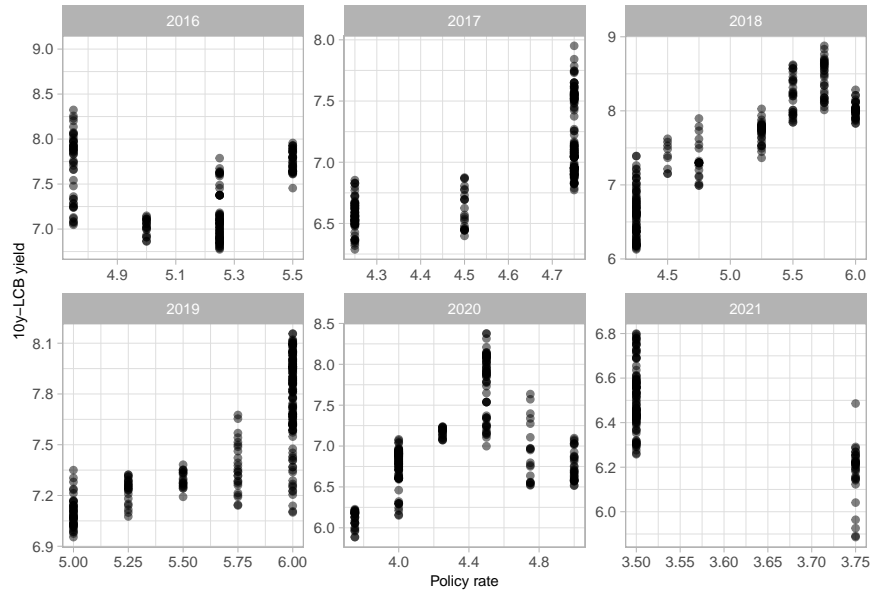 2016 2017 2018
9.0 8.5 8.0 7.5 7.0
8.0 7.5 7.0 6.5
9 8 7 6
4.9 5.1 5.3 5.5
4.3 4.4 4.5 4.6 4.7
4.5 5.0 5.5 6.0
10y−LCB yield
2019 2020 2021
8.1 7.8 7.5 7.2 6.9
8.5 8.0 7.5 7.0 6.5 6.0
6.8 6.6 6.4 6.2 6.0
5.00 5.25 5.50 5.75 6.00
4.0 4.4 4.8
3.50 3.55 3.60 3.65 3.70 3.75
Policy rate